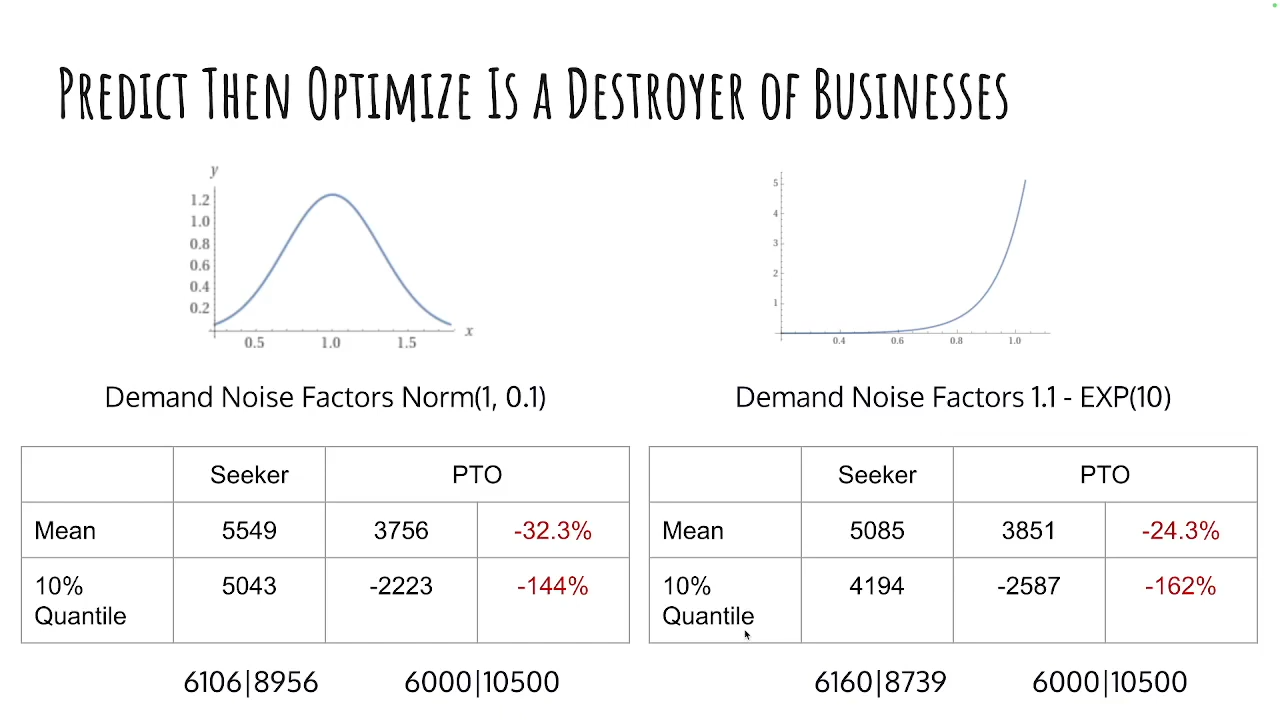 Predict Then Optimize Is a Destroyer of Businesses
y
1.2
1.0
0.8
0.6
0.4
0.2
0.5 1.0 1.5 x
5
4
3
2
1
0.4 0.6 0.8 1.0
Demand Noise Factors Norm(1, 0.1)
Demand Noise Factors 1.1 - EXP(10)
Seeker PTO
Mean 5549 3756 -32.3%
10% 5043 -2223 -144%
Quantile
Seeker PTO
Mean 5085 3851 -24.3%
10% 4194 -2587 -162%
Quantile
6106|8956 6000|10500
6160|8739 6000|10500